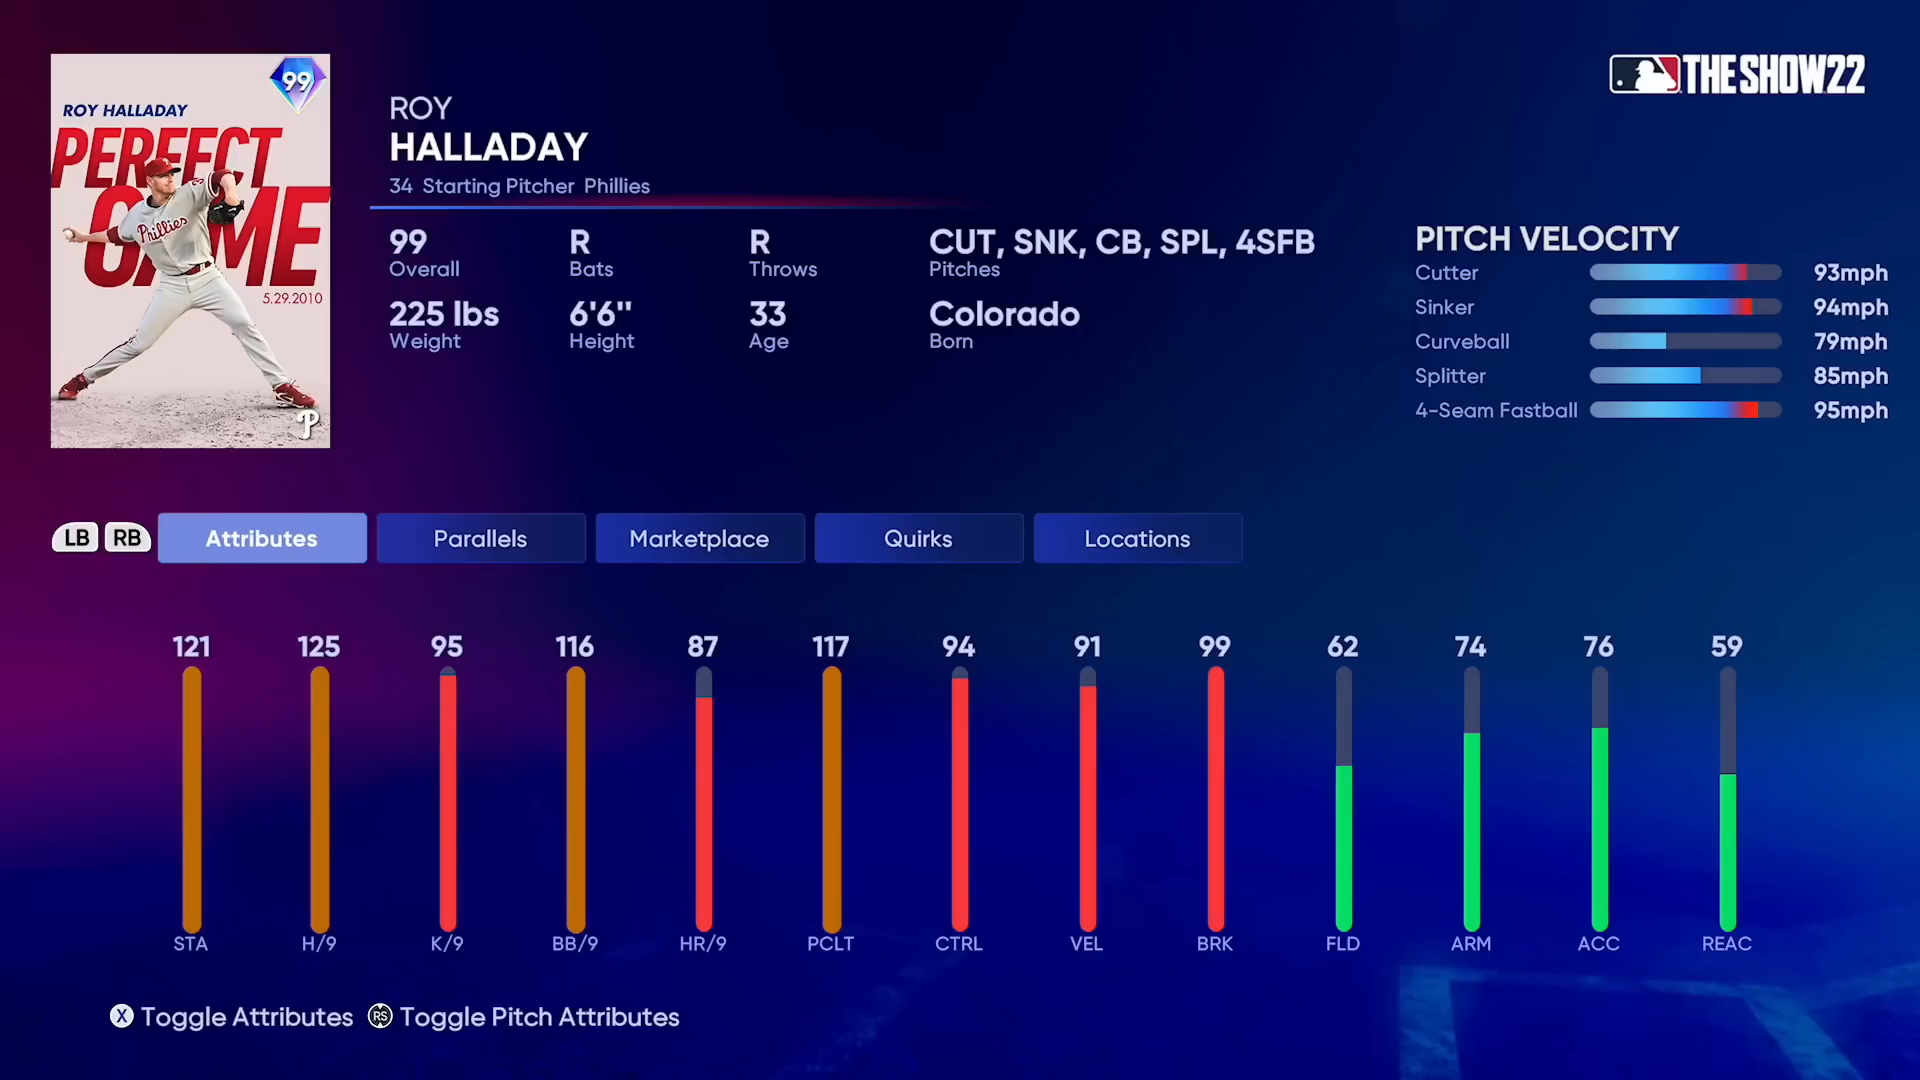 99
ROY HALLADAY
PERFECT
GAME
Phillies
5.29.2010
P
THE SHOW 22
ROY
HALLADAY
34 Starting Pitcher Phillies
99 R R CUT, SNK, CB, SPL, 4SFB
Overall Bats Throws Pitches
225 lbs 6'6" 33 Colorado
Weight Height Age Born
PITCH VELOCITY
Cutter 93mph
Sinker 94mph
Curveball 79mph
Splitter 85mph
4-Seam Fastball 95mph
LB RB Attributes Parallels Marketplace Quirks Locations
121 125 95 116 87 117 94 91 99 62 74 76 59
STA H/9 K/9 BB/9 HR/9 PCLT CTRL VEL BRK FLD ARM ACC REAC
X Toggle Attributes RS Toggle Pitch Attributes